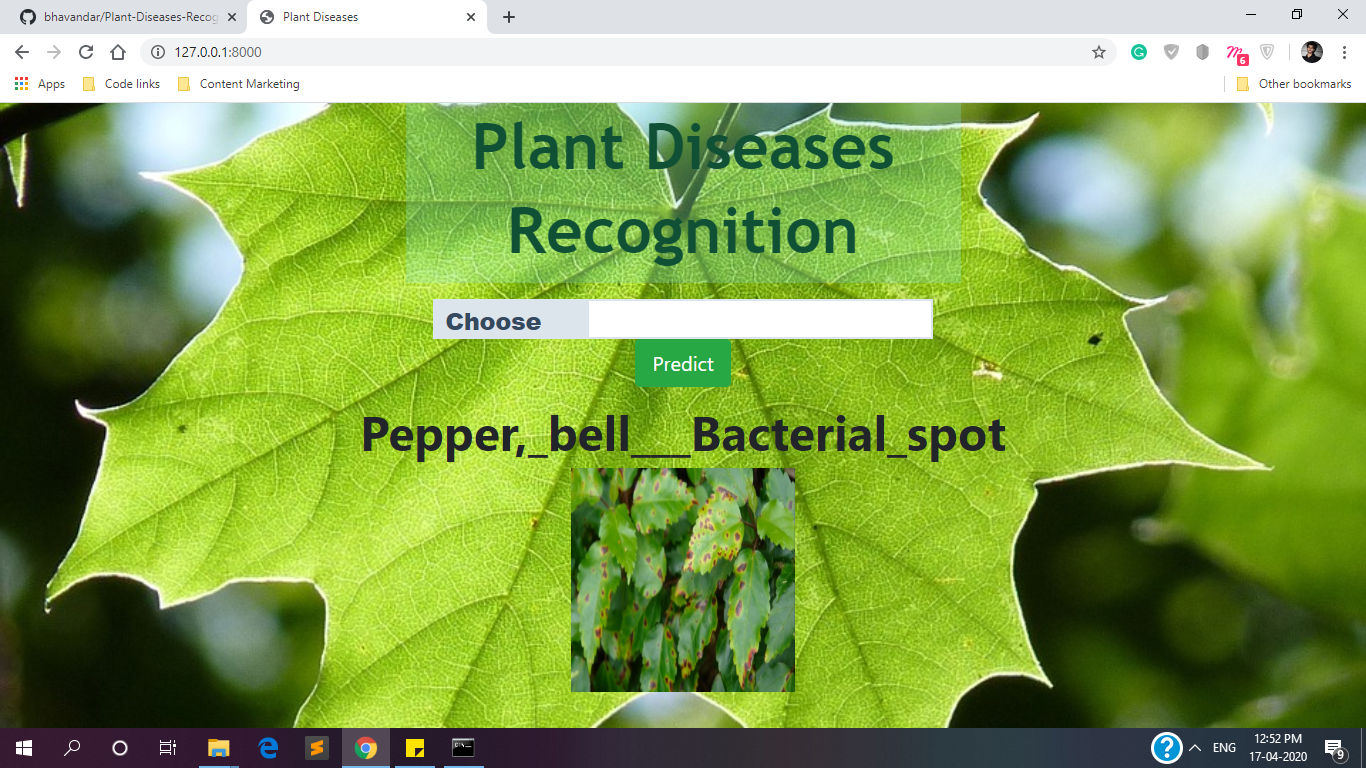 bhavandar/Plant-Diseases-Recog
Plant Diseases
127.0.0.1:8000
6
Apps
Code links
Content Marketing
Other bookmarks
Plant Diseases
Recognition
Choose
Predict
Pepper,_bell___Bacterial_spot
ENG
12:52 PM
17-04-2020
9